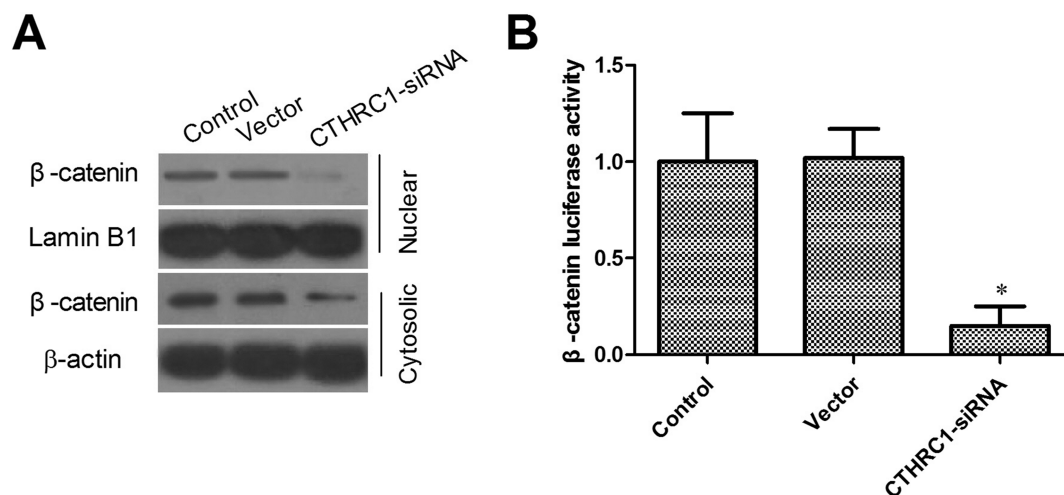 A
Control
Vector
CTHRC1-siRNA
β-catenin
Lamin B1
Nuclear
β-catenin
β-actin
Cytosolic
B
β-catenin luciferase activity
1.5
1.0
0.5
0.0
*
Control
Vector
CTHRC1-siRNA